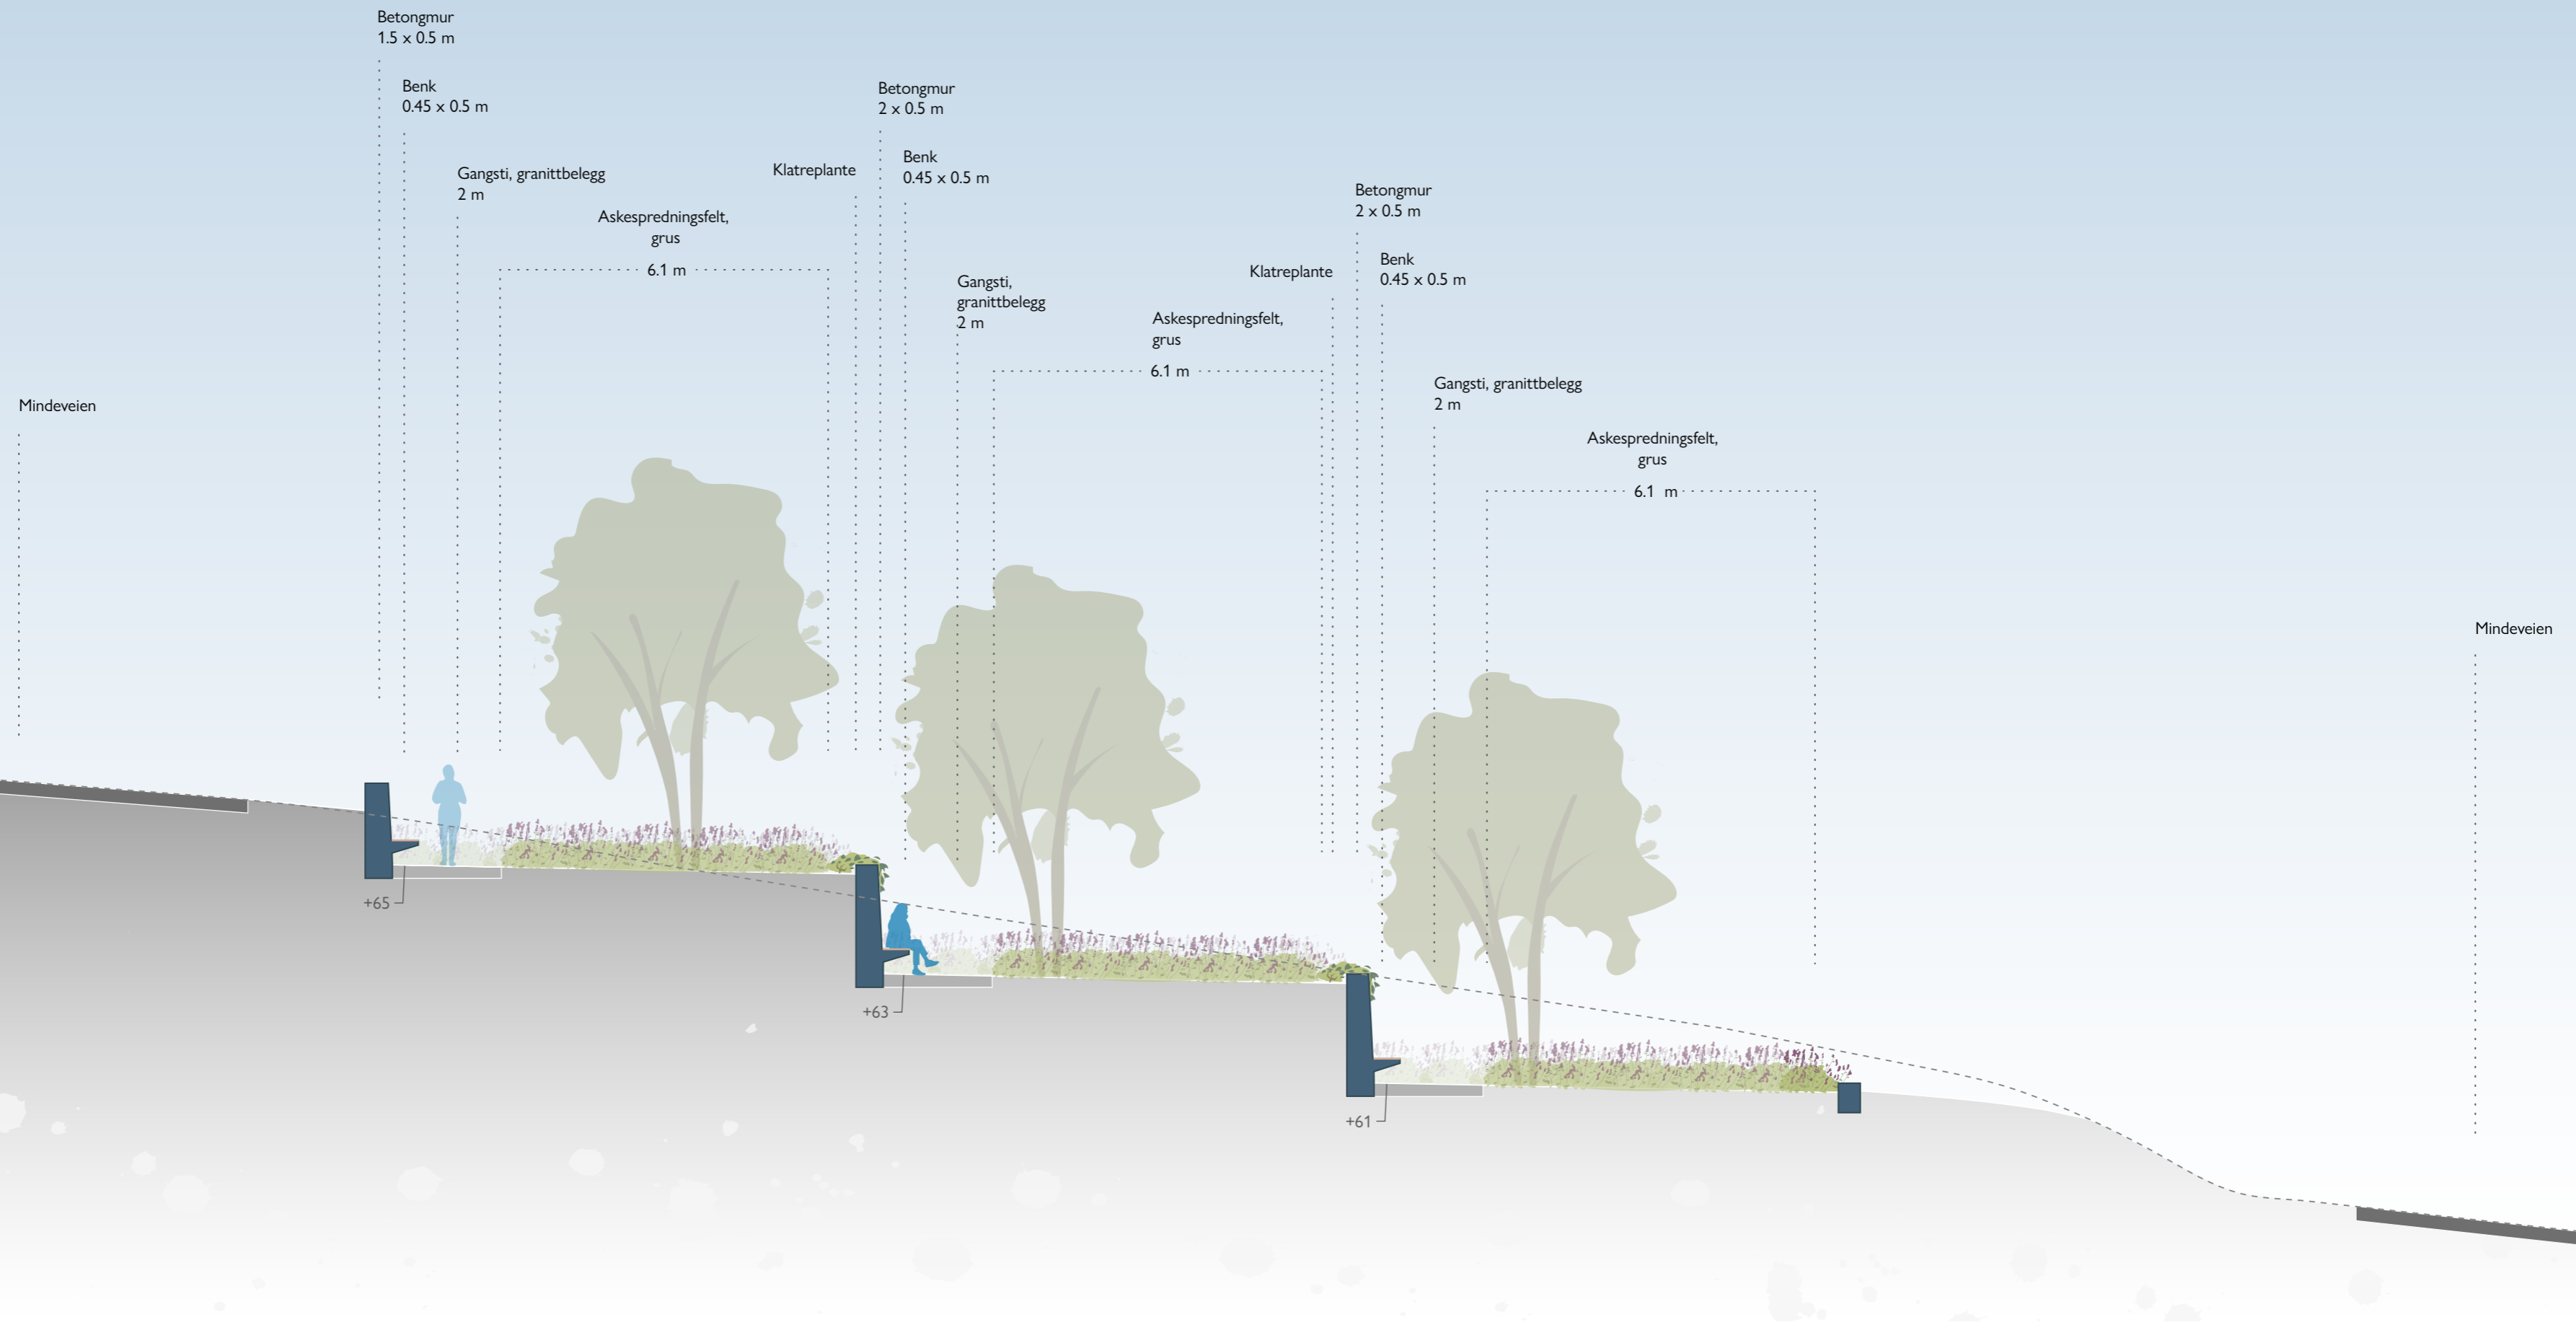 Betongmur
1.5 x 0.5 m
Benk
0.45 x 0.5 m
Gangsti, granittbelegg
2 m
Askespredningsfelt,
grus
6.1 m
Klatreplante
Betongmur
2 x 0.5 m
Benk
0.45 x 0.5 m
Gangsti,
granittbelegg
2 m
Askespredningsfelt,
grus
6.1 m
Klatreplante
Betongmur
2 x 0.5 m
Benk
0.45 x 0.5 m
Gangsti, granittbelegg
2 m
Askespredningsfelt,
grus
6.1 m
Mindeveien
Mindeveien
+65
+63
+61